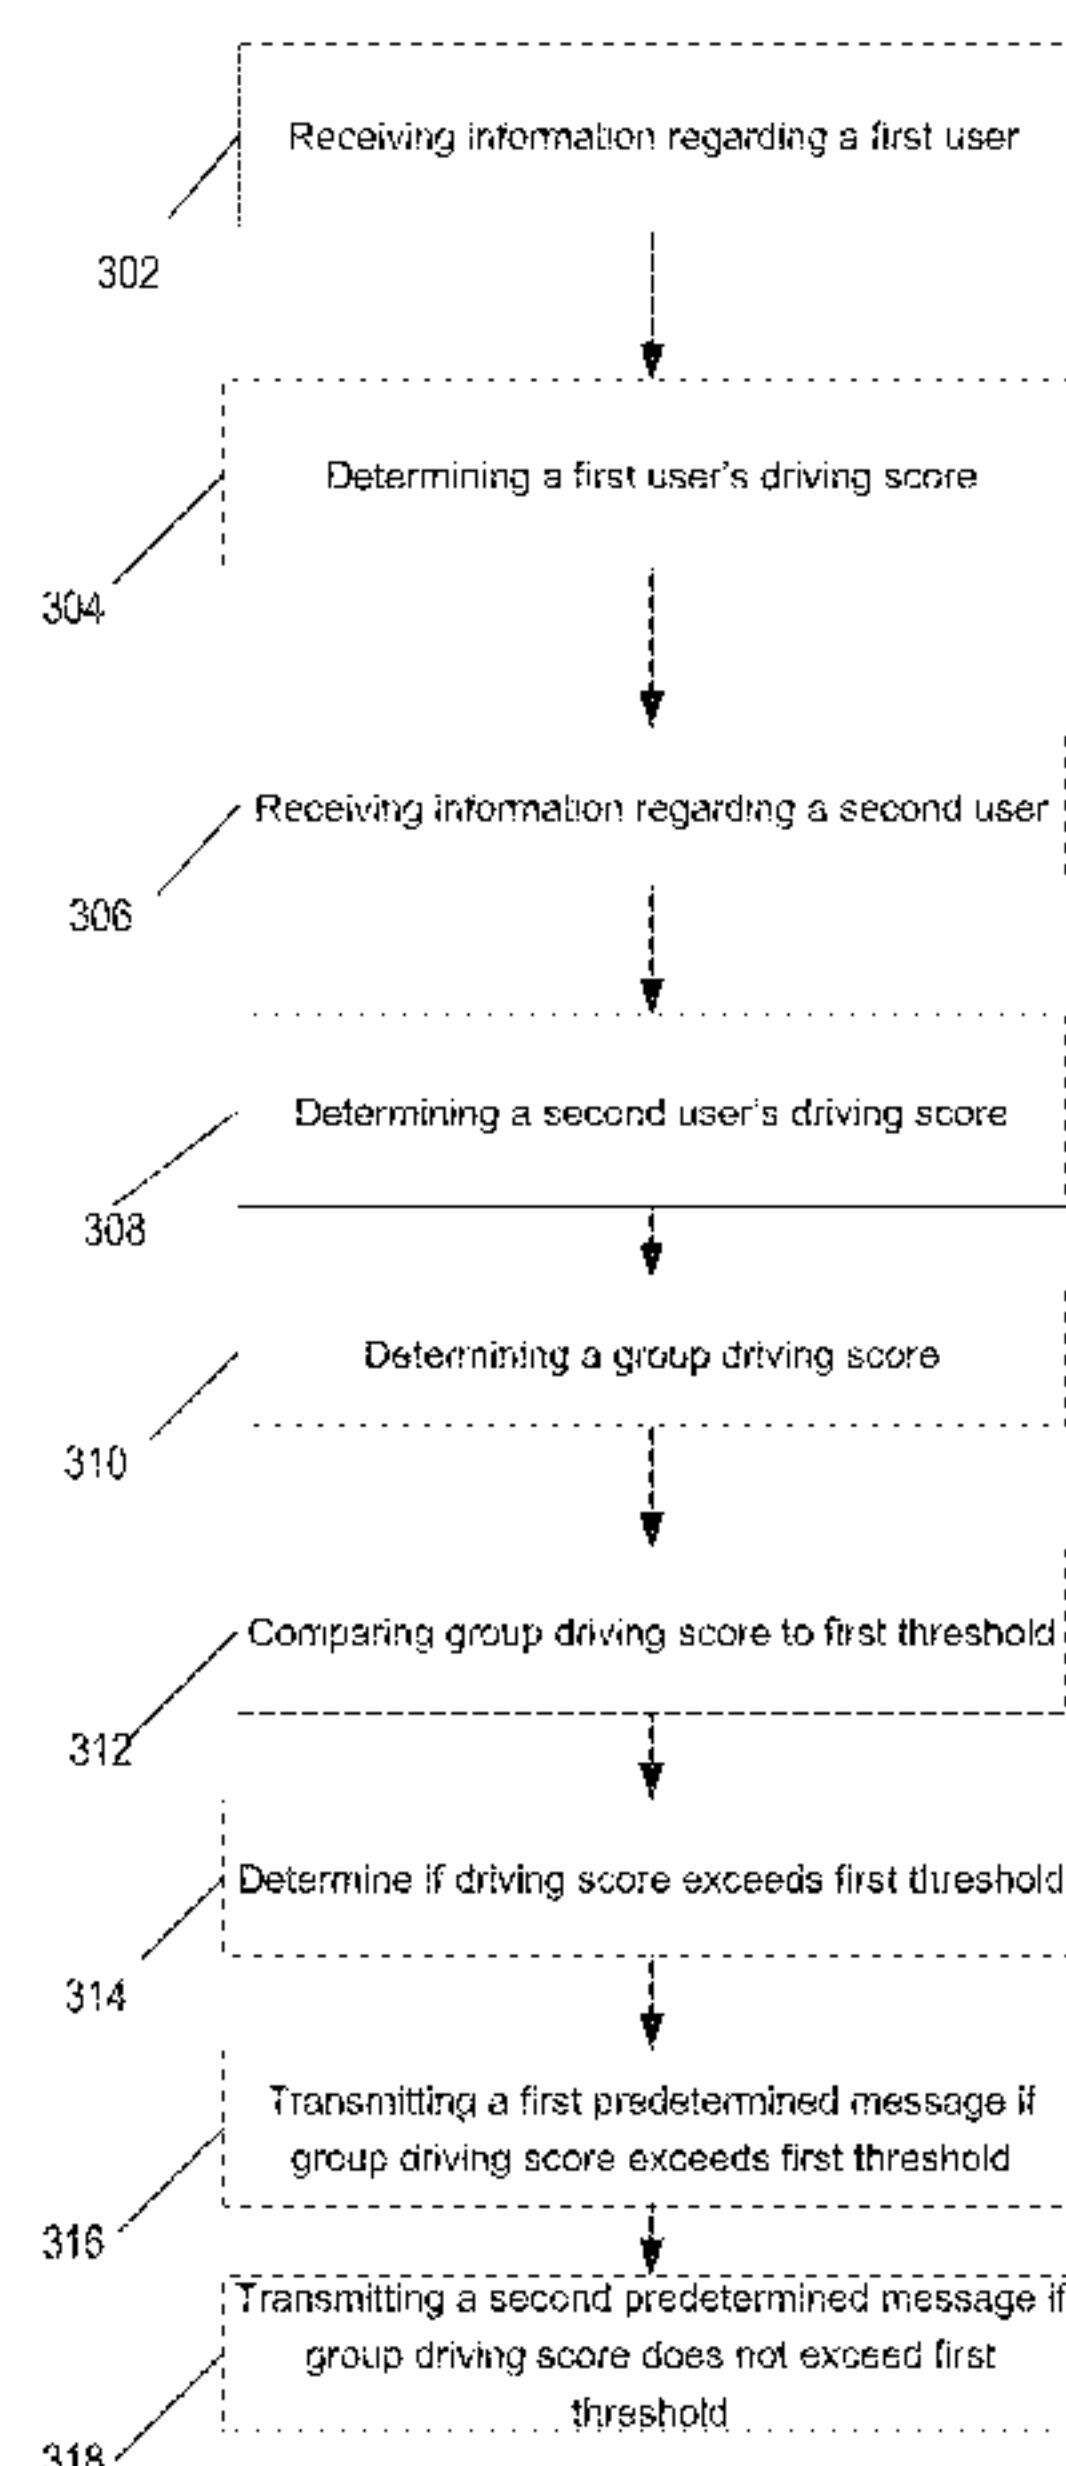 Receiving information regarding a first user
302
Determining a first user's driving score
304
Receiving information regarding a second user
306
Determining a second user's driving score
308
Determining a group driving score
310
Comparing group driving score to first threshold
312
Determine if driving score exceeds first threshold
314
Transmitting a first predetermined message if
group driving score exceeds first threshold
316
Transmitting a second predetermined message if
group driving score does not exceed first
threshold
318